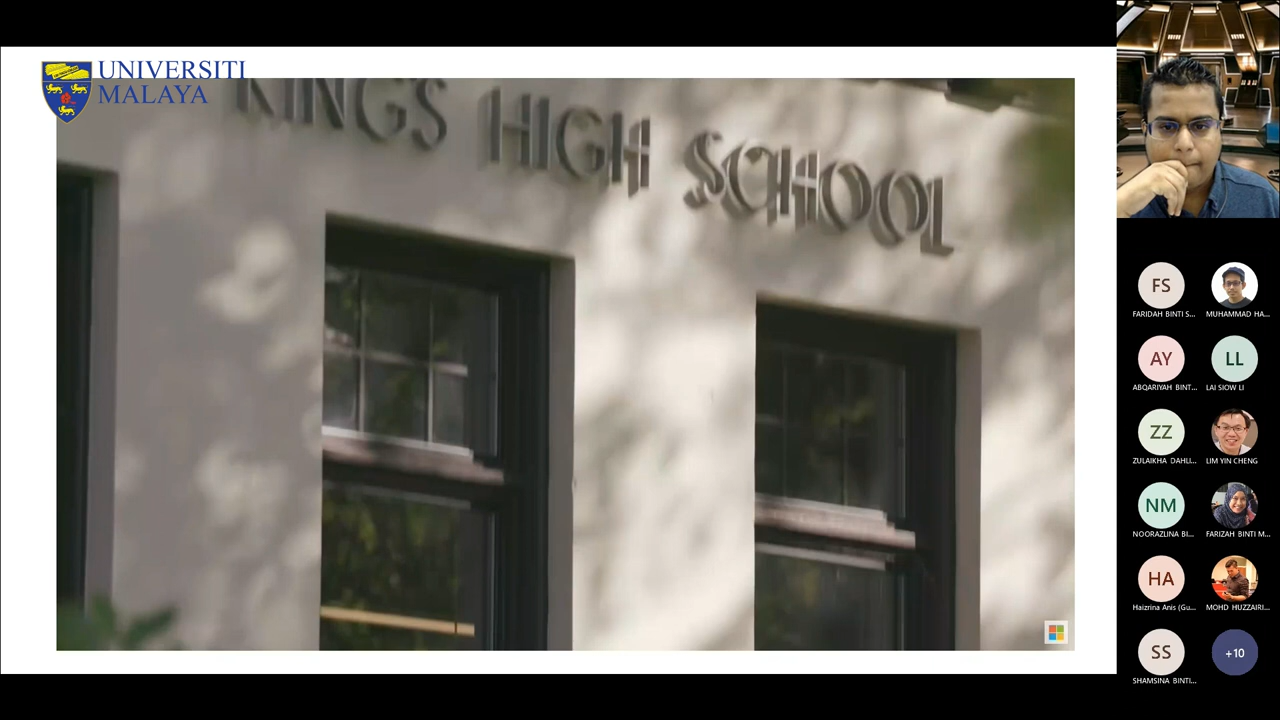 UNIVERSITI
MALAYA
KINGS HIGH SCHOOL
FS
FARIDAH BINTI S...
MUHAMMAD HA...
AY
ABQARIYAH BINT...
LL
LAI SIOW LI
ZZ
ZULAIKHA DAHLI...
LIM YIN CHENG
NM
NOORAZLINA BI...
FARIZAH BINTI M...
HA
Haizrina Anis (Gu...
MOHD HUZZAIRI...
SS
SHAMSINA BINTI...
+10